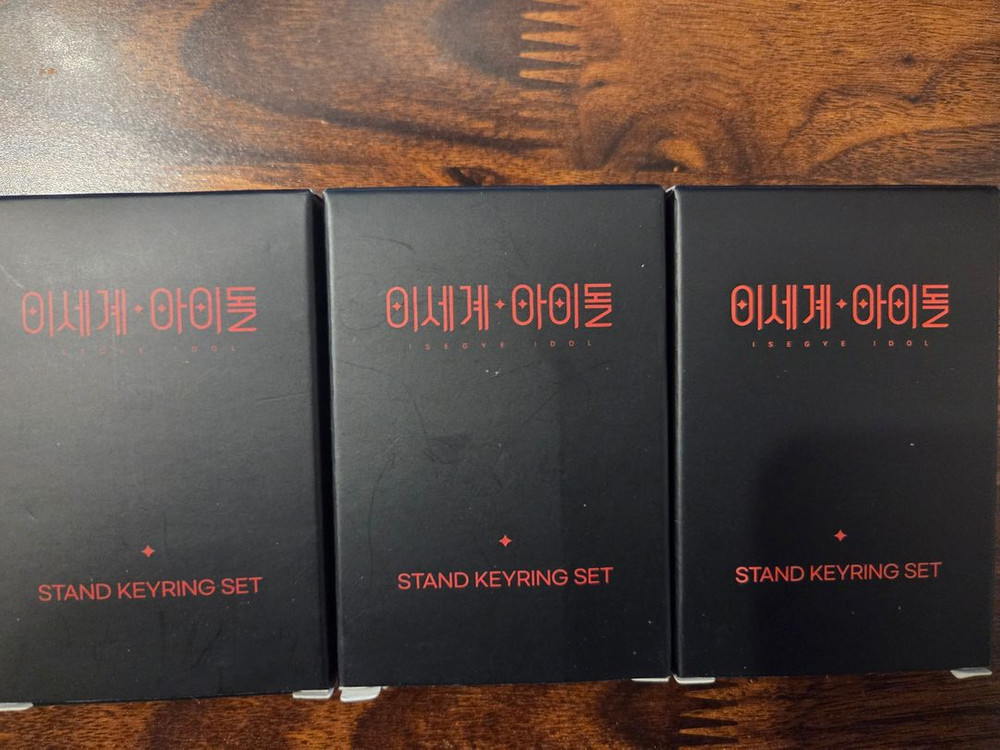 이세계✦아이돌
ISEGYE IDOL
✦
STAND KEYRING SET
이세계✦아이돌
ISEGYE IDOL
✦
STAND KEYRING SET
이세계✦아이돌
ISEGYE IDOL
✦
STAND KEYRING SET